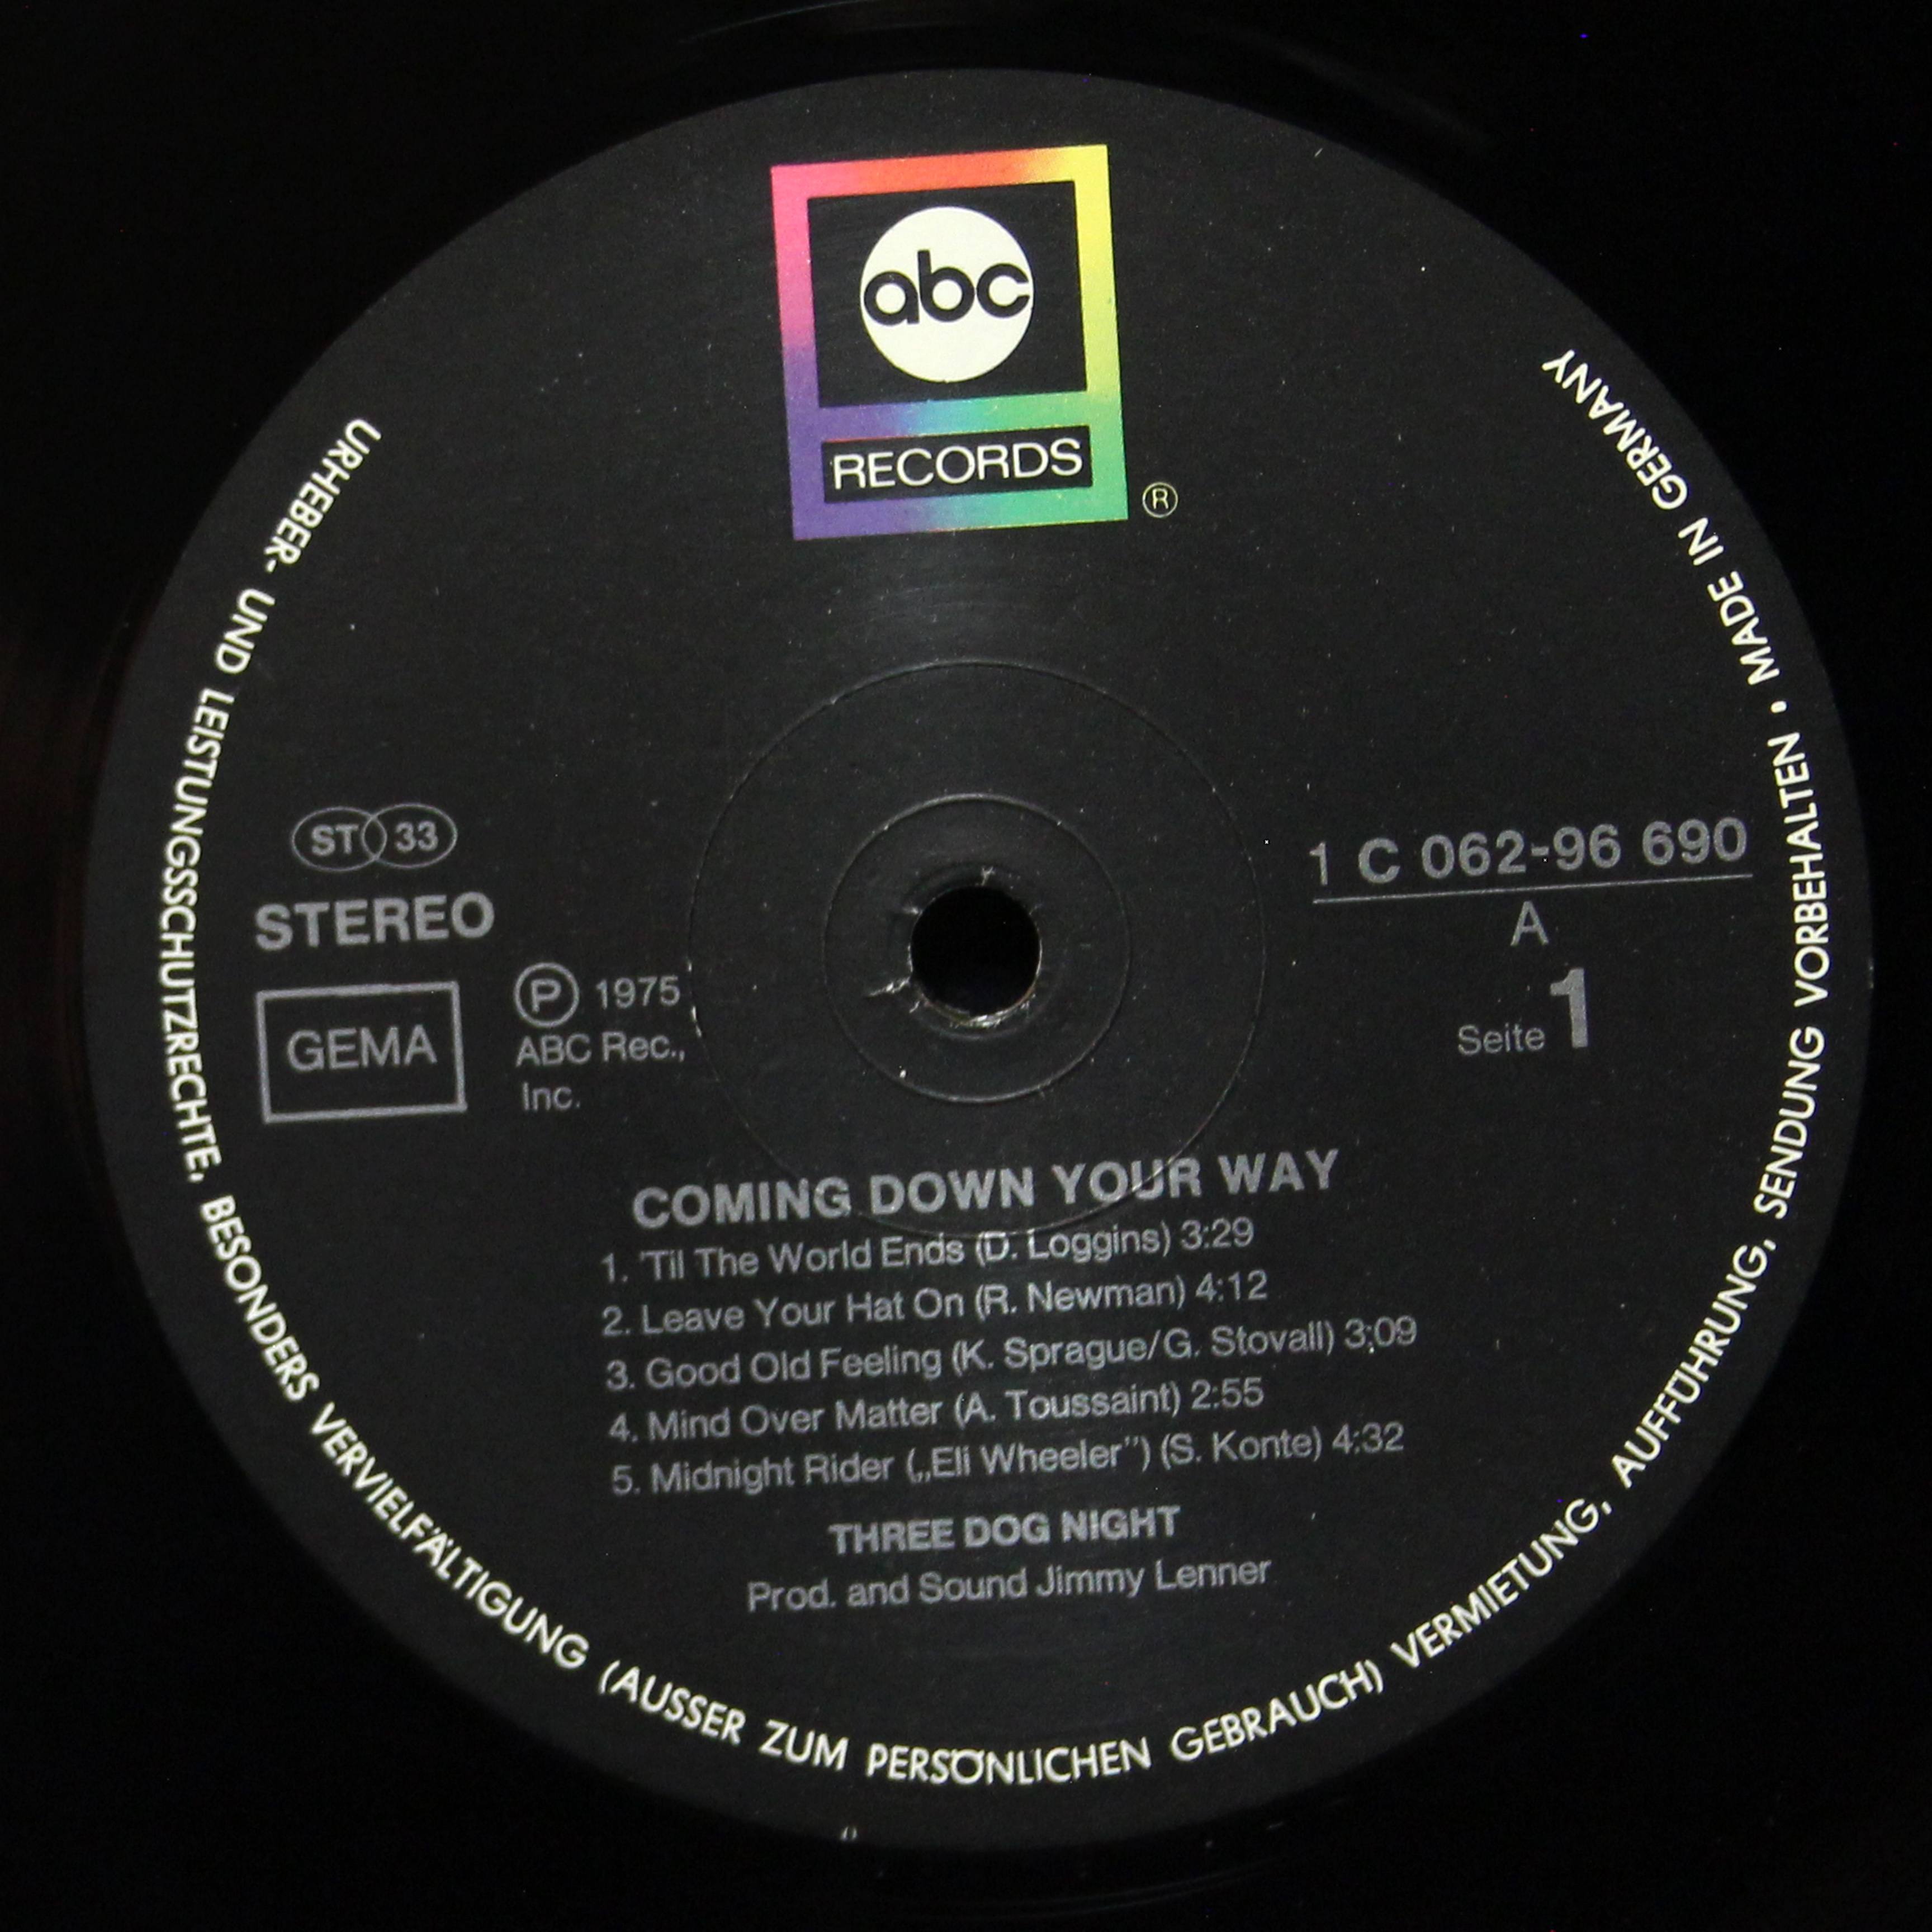 abc
RECORDS
®
ST 33
STEREO
GEMA
Ⓟ 1975
ABC Rec.,
Inc.
1 C 062-96 690
A
Seite 1
COMING DOWN YOUR WAY
1. 'Til The World Ends (D. Loggins) 3:29
2. Leave Your Hat On (R. Newman) 4:12
3. Good Old Feeling (K. Sprague/G. Stovall) 3:09
4. Mind Over Matter (A. Toussaint) 2:55
5. Midnight Rider („Eli Wheeler”) (S. Konte) 4:32
THREE DOG NIGHT
Prod. and Sound Jimmy Lenner
URHEBER- UND LEISTUNGSSCHUTZRECHTE, BESONDERS VERVIELFÄLTIGUNG (AUSSER ZUM PERSÖNLICHEN GEBRAUCH) VERMIETUNG, AUFFÜHRUNG, SENDUNG VORBEHALTEN • MADE IN GERMANY